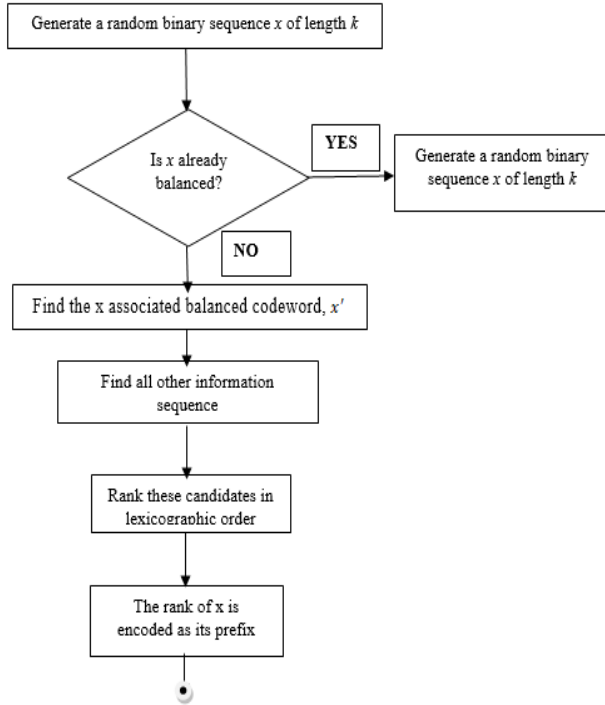 Generate a random binary sequence x of length k
Is x already
balanced?
YES
Generate a random binary
sequence x of length k
NO
Find the x associated balanced codeword, x'
Find all other information
sequence
Rank these candidates in
lexicographic order
The rank of x is
encoded as its prefix